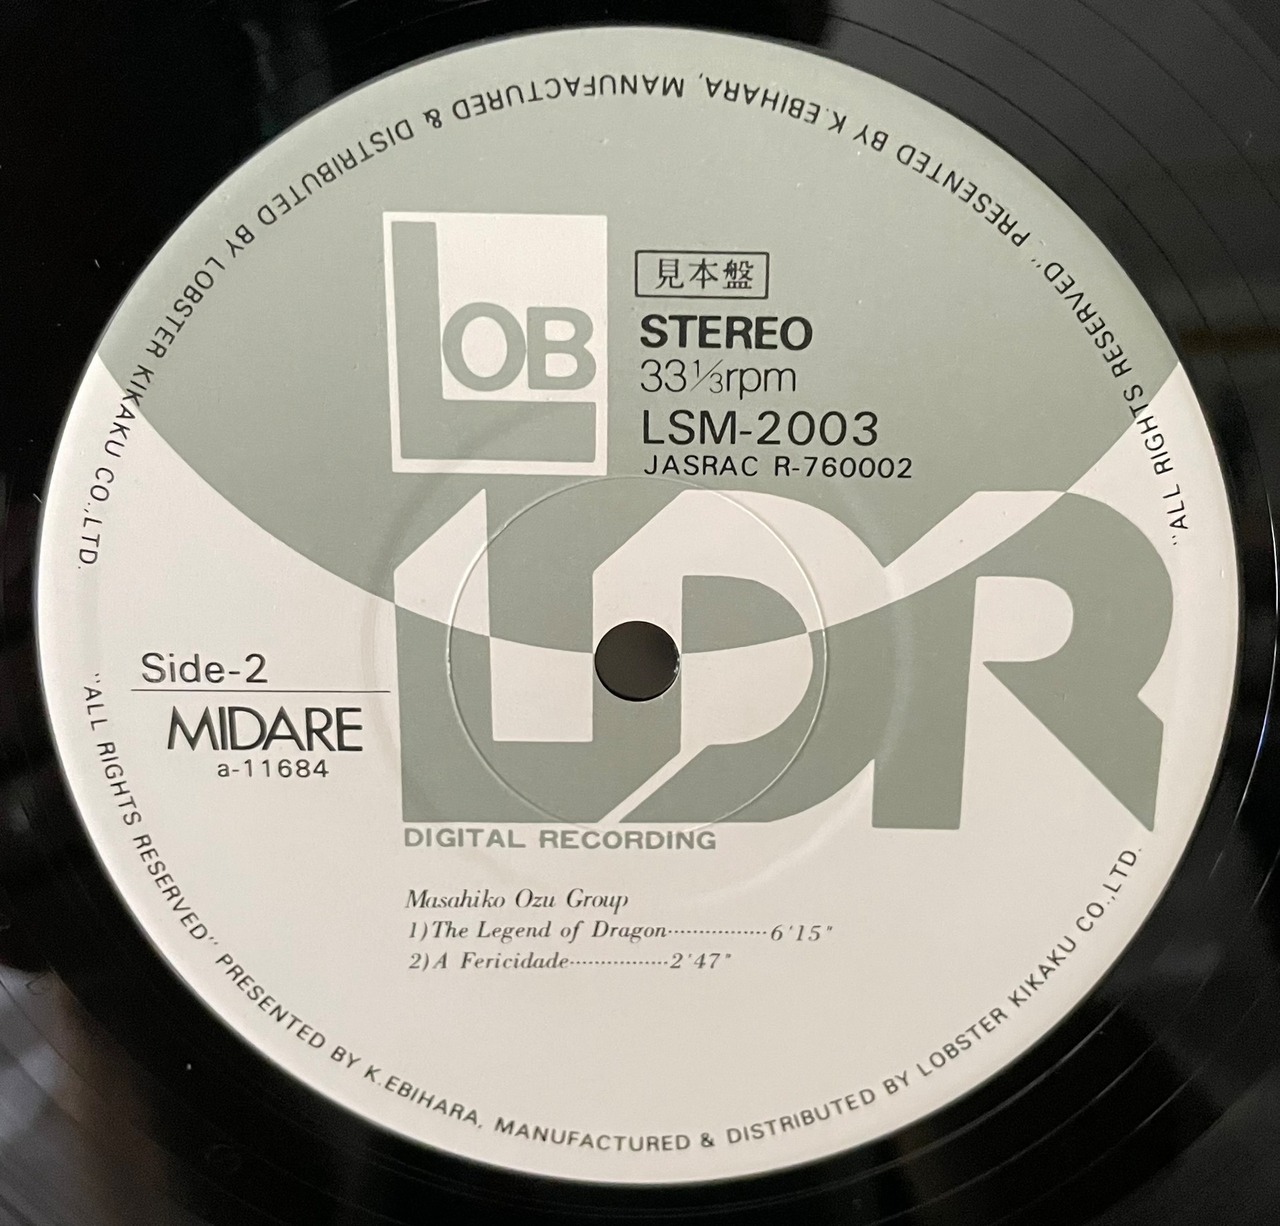 "ALL RIGHTS RESERVED" PRESENTED BY K.EBIHARA, MANUFACTURED & DISTRIBUTED BY LOBSTER KIKAKU CO.,LTD.
LOB
見本盤
STEREO
33⅓rpm
LSM-2003
JASRAC R-760002
LDR
Side-2
MIDARE
a-11684
DIGITAL RECORDING
Masahiko Ozu Group
1)The Legend of Dragon················6'15"
2)A Fericidade················2'47"
"ALL RIGHTS RESERVED" PRESENTED BY K.EBIHARA, MANUFACTURED & DISTRIBUTED BY LOBSTER KIKAKU CO.,LTD.